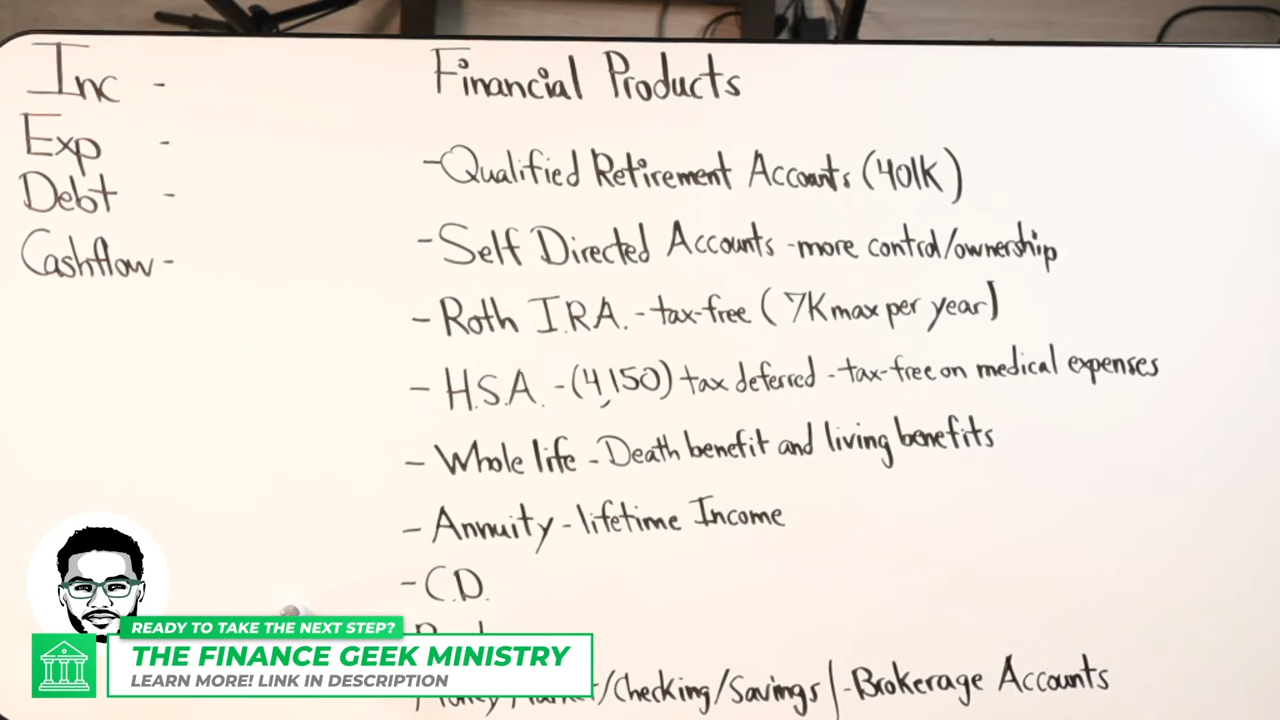 Inc -
Exp -
Debt -
Cashflow -
Financial Products
- Qualified Retirement Accounts (401K)
- Self Directed Accounts - more control/ownership
- Roth I.R.A. - tax-free (7K max per year)
- H.S.A. - (4,150) tax deferred - tax-free on medical expenses
- Whole life - Death benefit and living benefits
- Annuity - lifetime Income
- C.D.
/Checking/Savings | - Brokerage Accounts
READY TO TAKE THE NEXT STEP?
THE FINANCE GEEK MINISTRY
LEARN MORE! LINK IN DESCRIPTION